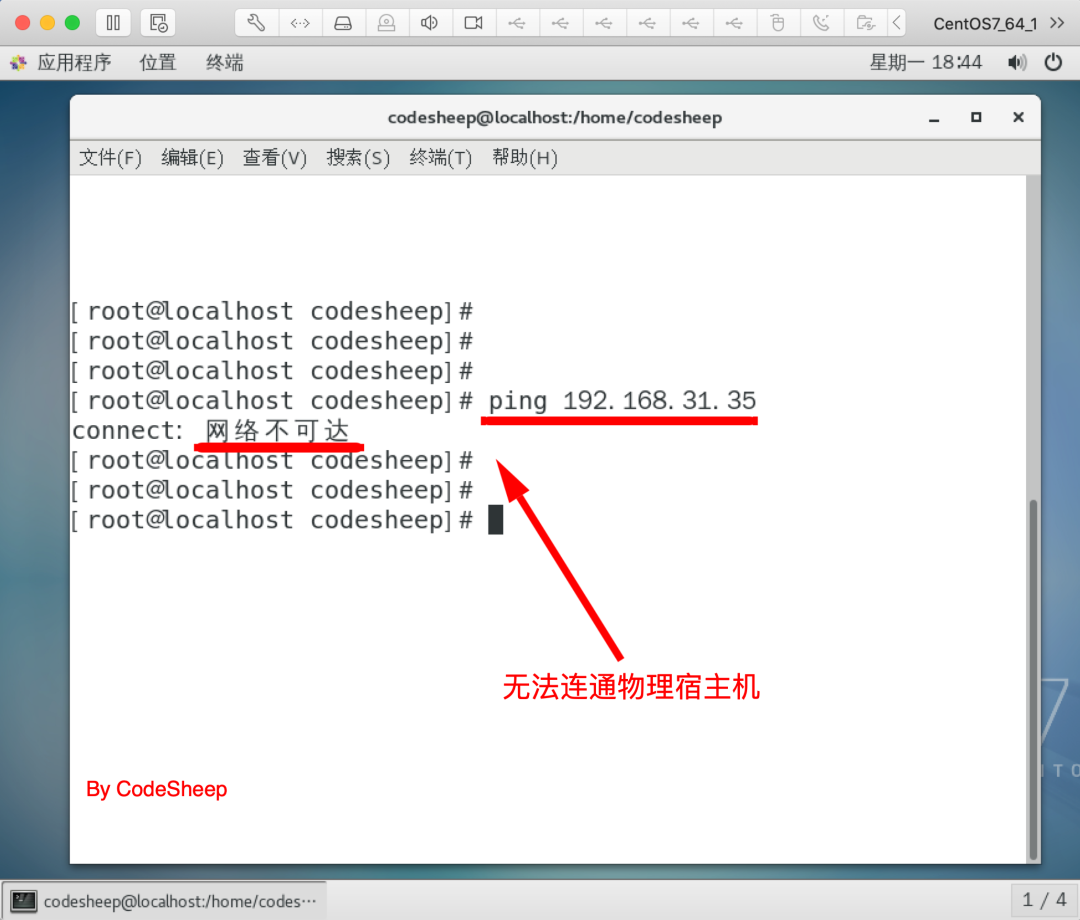 CentOS7_64_1
应用程序 位置 终端 星期一 18:44
codesheep@localhost:/home/codesheep
文件(F) 编辑(E) 查看(V) 搜索(S) 终端(T) 帮助(H)
[root@localhost codesheep]#
[root@localhost codesheep]#
[root@localhost codesheep]#
[root@localhost codesheep]# ping 192.168.31.35
connect: 网络不可达
[root@localhost codesheep]#
[root@localhost codesheep]#
[root@localhost codesheep]#
无法连通物理宿主机
7
By CodeSheep
codesheep@localhost:/home/codes···
1 / 4